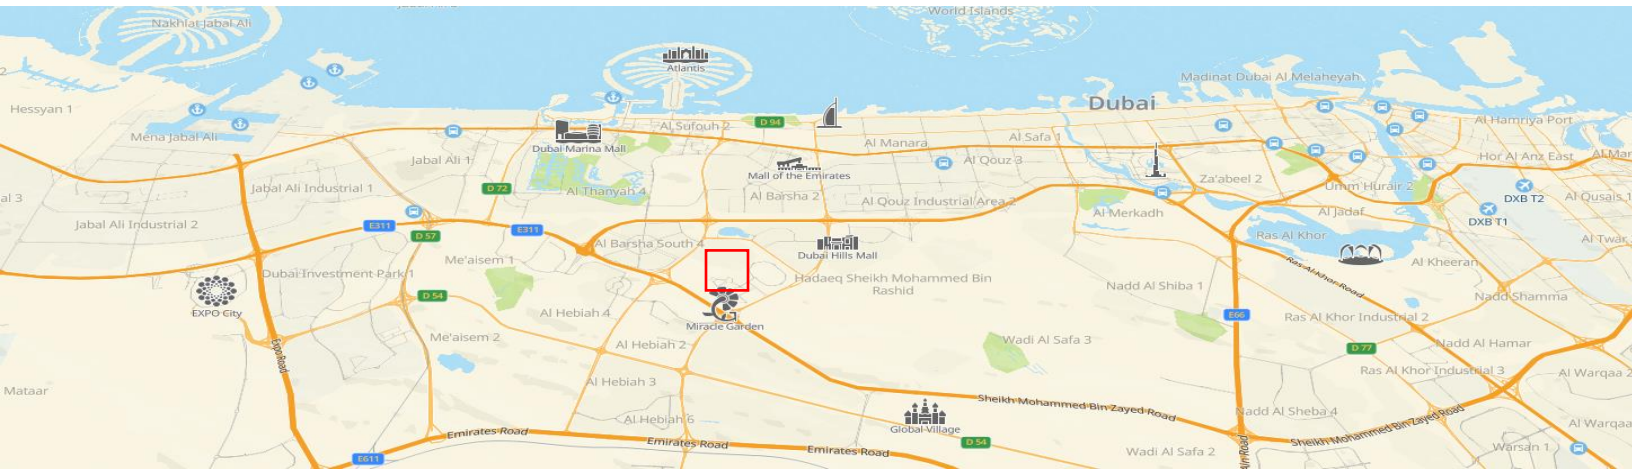 World Islands
Nakhlat Jabal Ali
Atlantis
Madinat Dubai Al Melaheyah
Hessyan 1
Dubai
Mena Jabal Ali
Al Sufouh 2
D 94
Al Hamriya Port
Dubai Marina Mall
Al Manara
Al Safa 1
Jabal Ali 1
Mall of the Emirates
Al Qouz 3
Hor Al Anz East
Al Mar
Jabal Ali Industrial 1
D 72
Al Thanyah 4
Al Barsha 2
Al Qouz Industrial Area 2
Za'abeel 2
Umm Hurair 2
DXB T2
Al Qusais 1
al 3
Jabal Ali Industrial 2
E311
D 57
E311
Al Merkadh
Al Jadaf
DXB T1
Al Barsha South 4
Dubai Hills Mall
Ras Al Khor
Al Twar
Me'aisem 1
Dubai Investment Park 1
Hadaeq Sheikh Mohammed Bin
Rashid
Nadd Al Shiba 1
Ras Al Khor Road
Al Kheeran
D 54
Nadd Shamma
EXPO City
Al Hebiah 4
Miracle Garden
E66
Ras Al Khor Industrial 2
Me'aisem 2
Al Hebiah 2
Wadi Al Safa 3
D 77
Nadd Al Hamar
Expo Road
Mataar
Al Hebiah 3
Ras Al Khor Industrial 3
Al Warqaa 2
Sheikh Mohammed Bin Zayed Road
Nadd Al Sheba 4
Al Hebiah 6
Global Village
Sheikh Mohammed Bin Zayed Road
Al Warqaa
Emirates Road
Emirates Road
Emirates Road
D 54
Wadi Al Safa 2
Warsan 1
E611